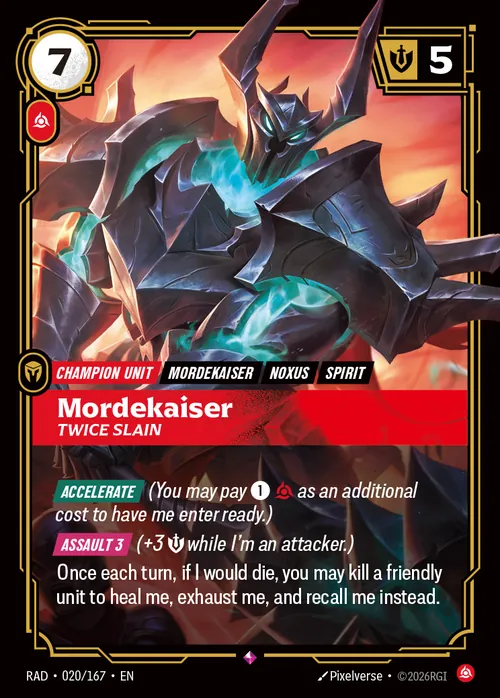 7
5
CHAMPION UNIT MORDEKAISER NOXUS SPIRIT
Mordekaiser
TWICE SLAIN
ACCELERATE (You may pay 1 as an additional
cost to have me enter ready.)
ASSAULT 3 (+3 while I'm an attacker.)
Once each turn, if I would die, you may kill a friendly
unit to heal me, exhaust me, and recall me instead.
RAD • 020/167 • EN
Pixelverse • ©2026RGI